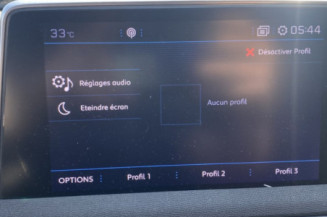 33°C 05:44
Désactiver Profil
Réglages audio
Eteindre écran
Aucun profil
OPTIONS Profil 1 Profil 2 Profil 3